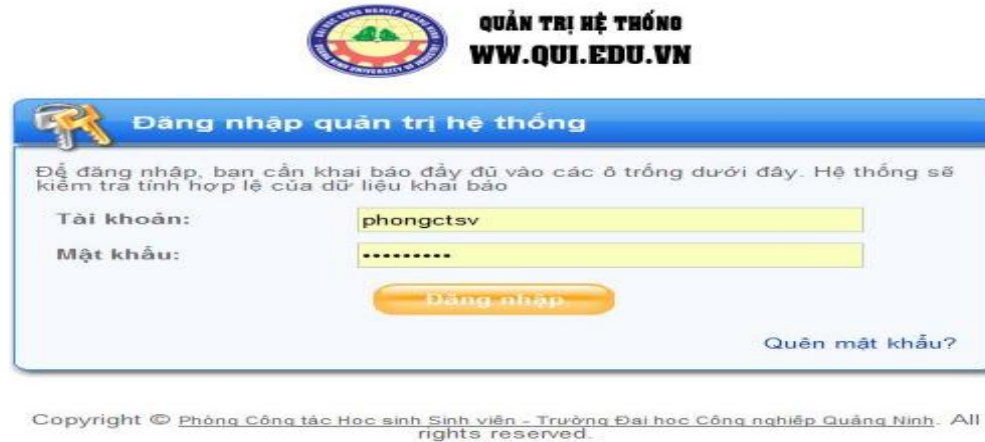 QUẢN TRỊ HỆ THỐNG
WW.QUI.EDU.VN
Đăng nhập quản trị hệ thống
Để đăng nhập, bạn cần khai báo đầy đủ vào các ô trống dưới đây. Hệ thống sẽ
kiểm tra tính hợp lệ của dữ liệu khai báo
Tài khoản: phongctsv
Mật khẩu: •••••••••
Đăng nhập
Quên mật khẩu?
Copyright © Phòng Công tác Học sinh Sinh viên - Trường Đại học Công nghiệp Quảng Ninh. All
rights reserved.